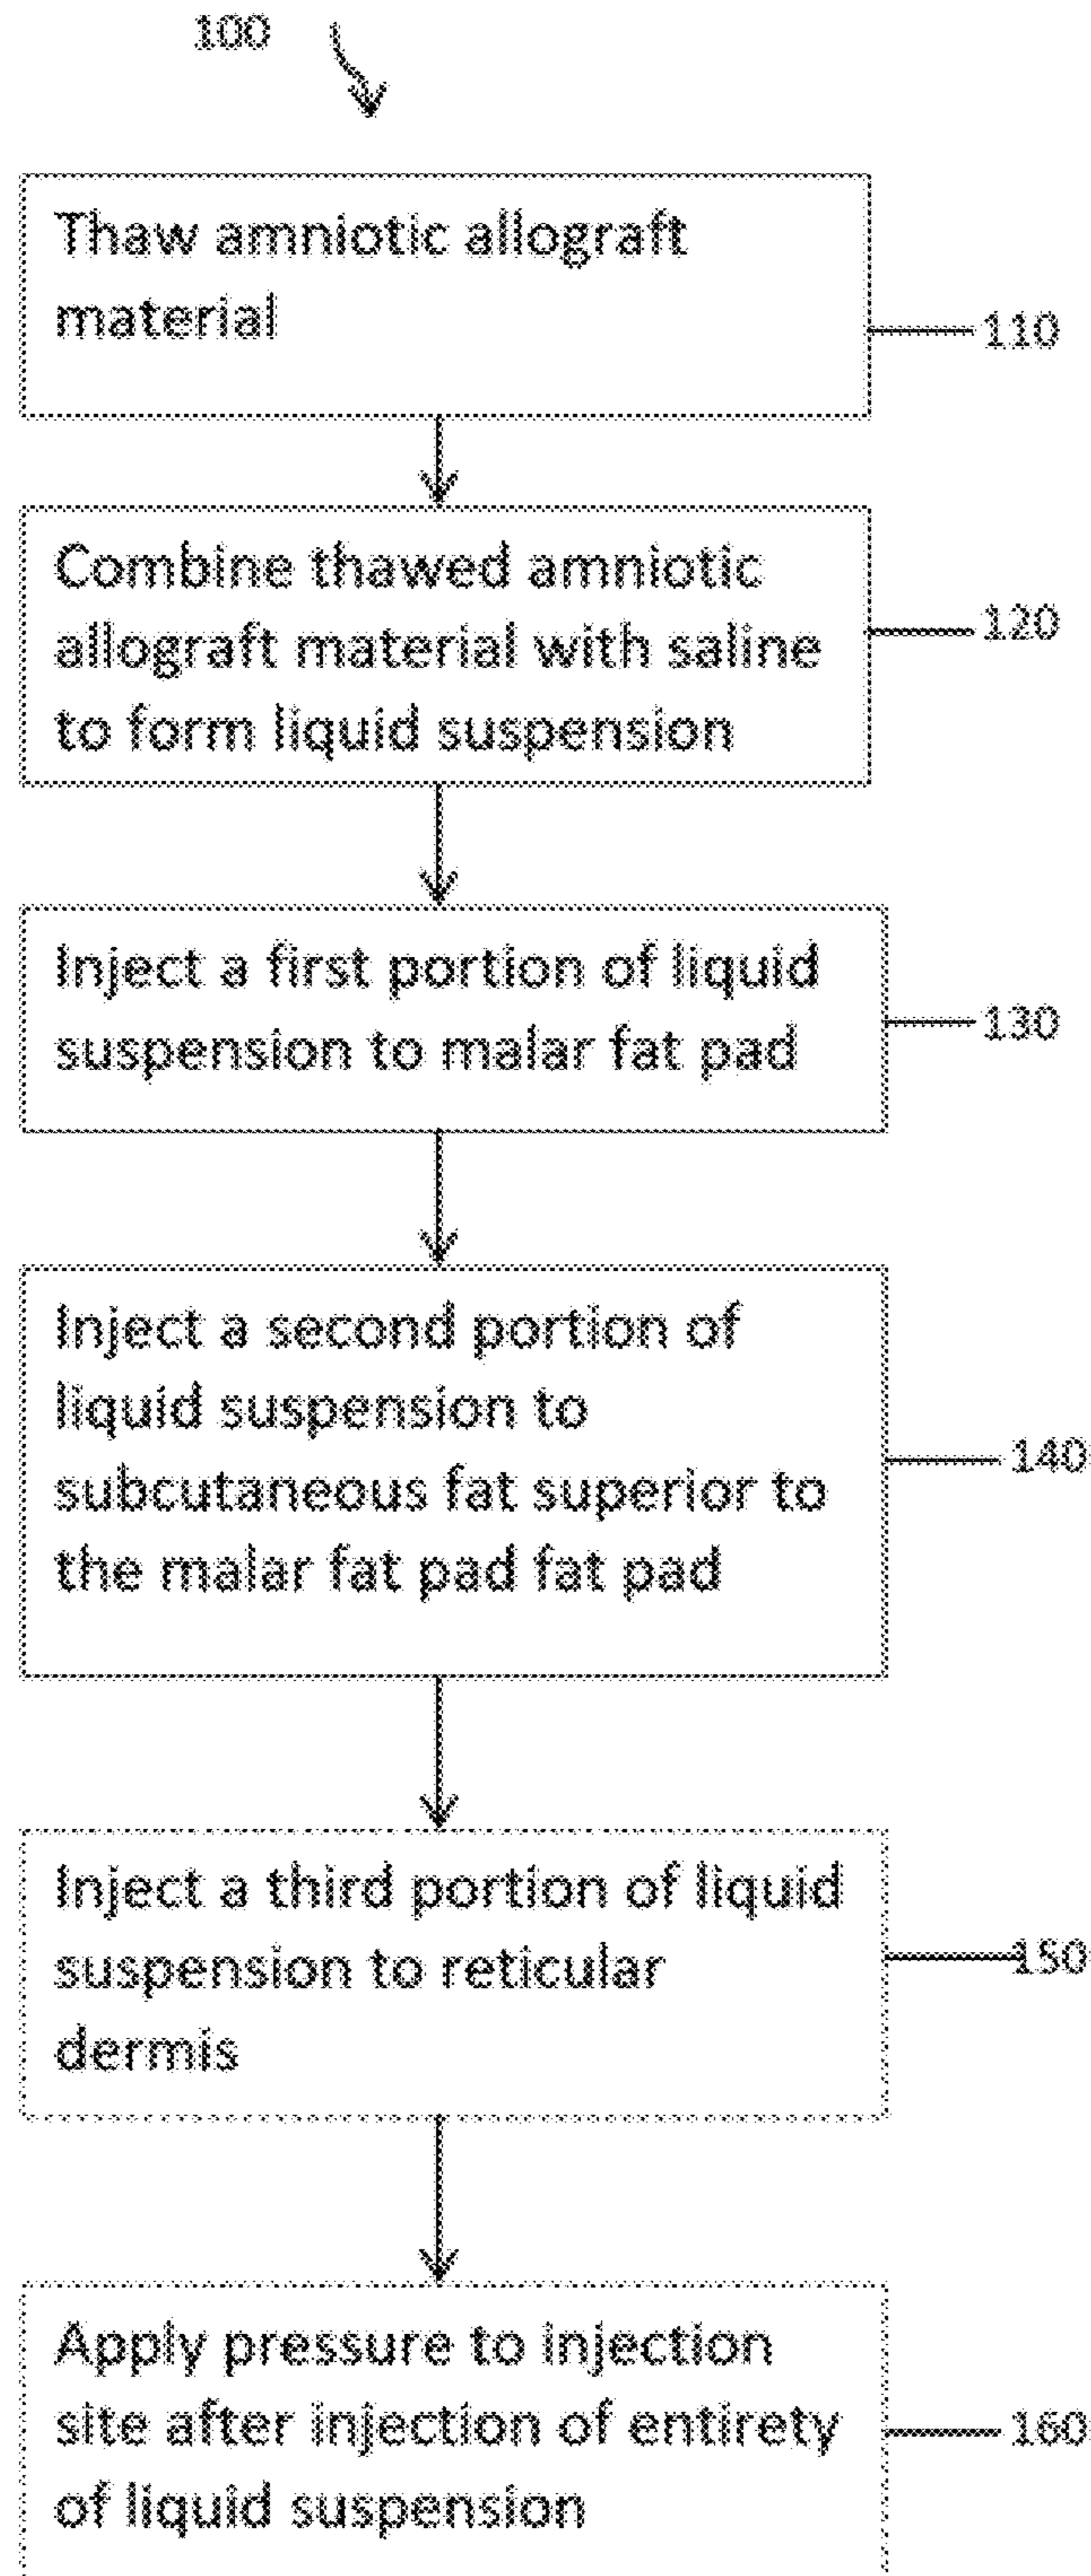 100
Thaw amniotic allograft
material
110
Combine thawed amniotic
allograft material with saline
to form liquid suspension
120
Inject a first portion of liquid
suspension to malar fat pad
130
Inject a second portion of
liquid suspension to
subcutaneous fat superior to
the malar fat pad fat pad
140
Inject a third portion of liquid
suspension to reticular
dermis
150
Apply pressure to injection
site after injection of entirety
of liquid suspension
160